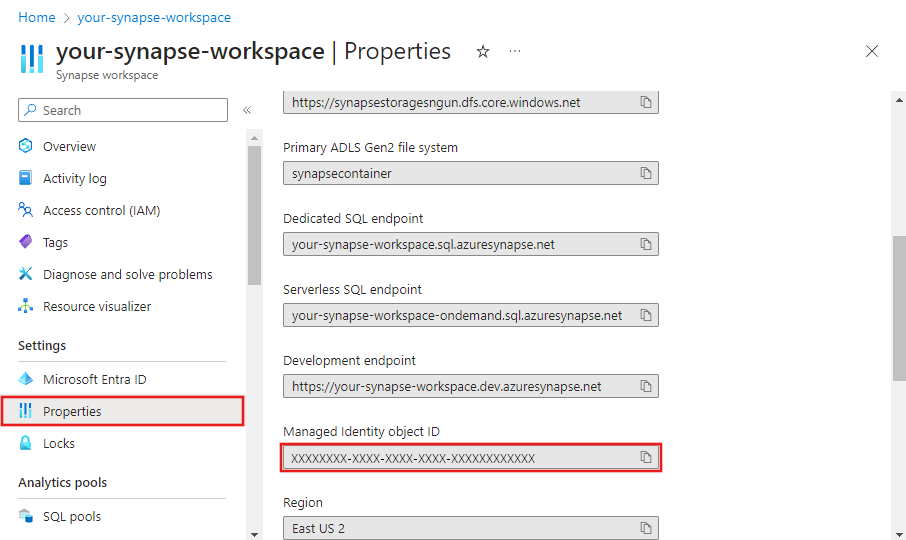 Home > your-synapse-workspace
your-synapse-workspace | Properties
Synapse workspace
Search
Overview
Activity log
Access control (IAM)
Tags
Diagnose and solve problems
Resource visualizer
Settings
Microsoft Entra ID
Properties
Locks
Analytics pools
SQL pools
https://synapsestoragesngun.dfs.core.windows.net
Primary ADLS Gen2 file system
synapsecontainer
Dedicated SQL endpoint
your-synapse-workspace.sql.azuresynapse.net
Serverless SQL endpoint
your-synapse-workspace-ondemand.sql.azuresynapse.net
Development endpoint
https://your-synapse-workspace.dev.azuresynapse.net
Managed Identity object ID
XXXXXXXX-XXXX-XXXX-XXXX-XXXXXXXXXXXX
Region
East US 2